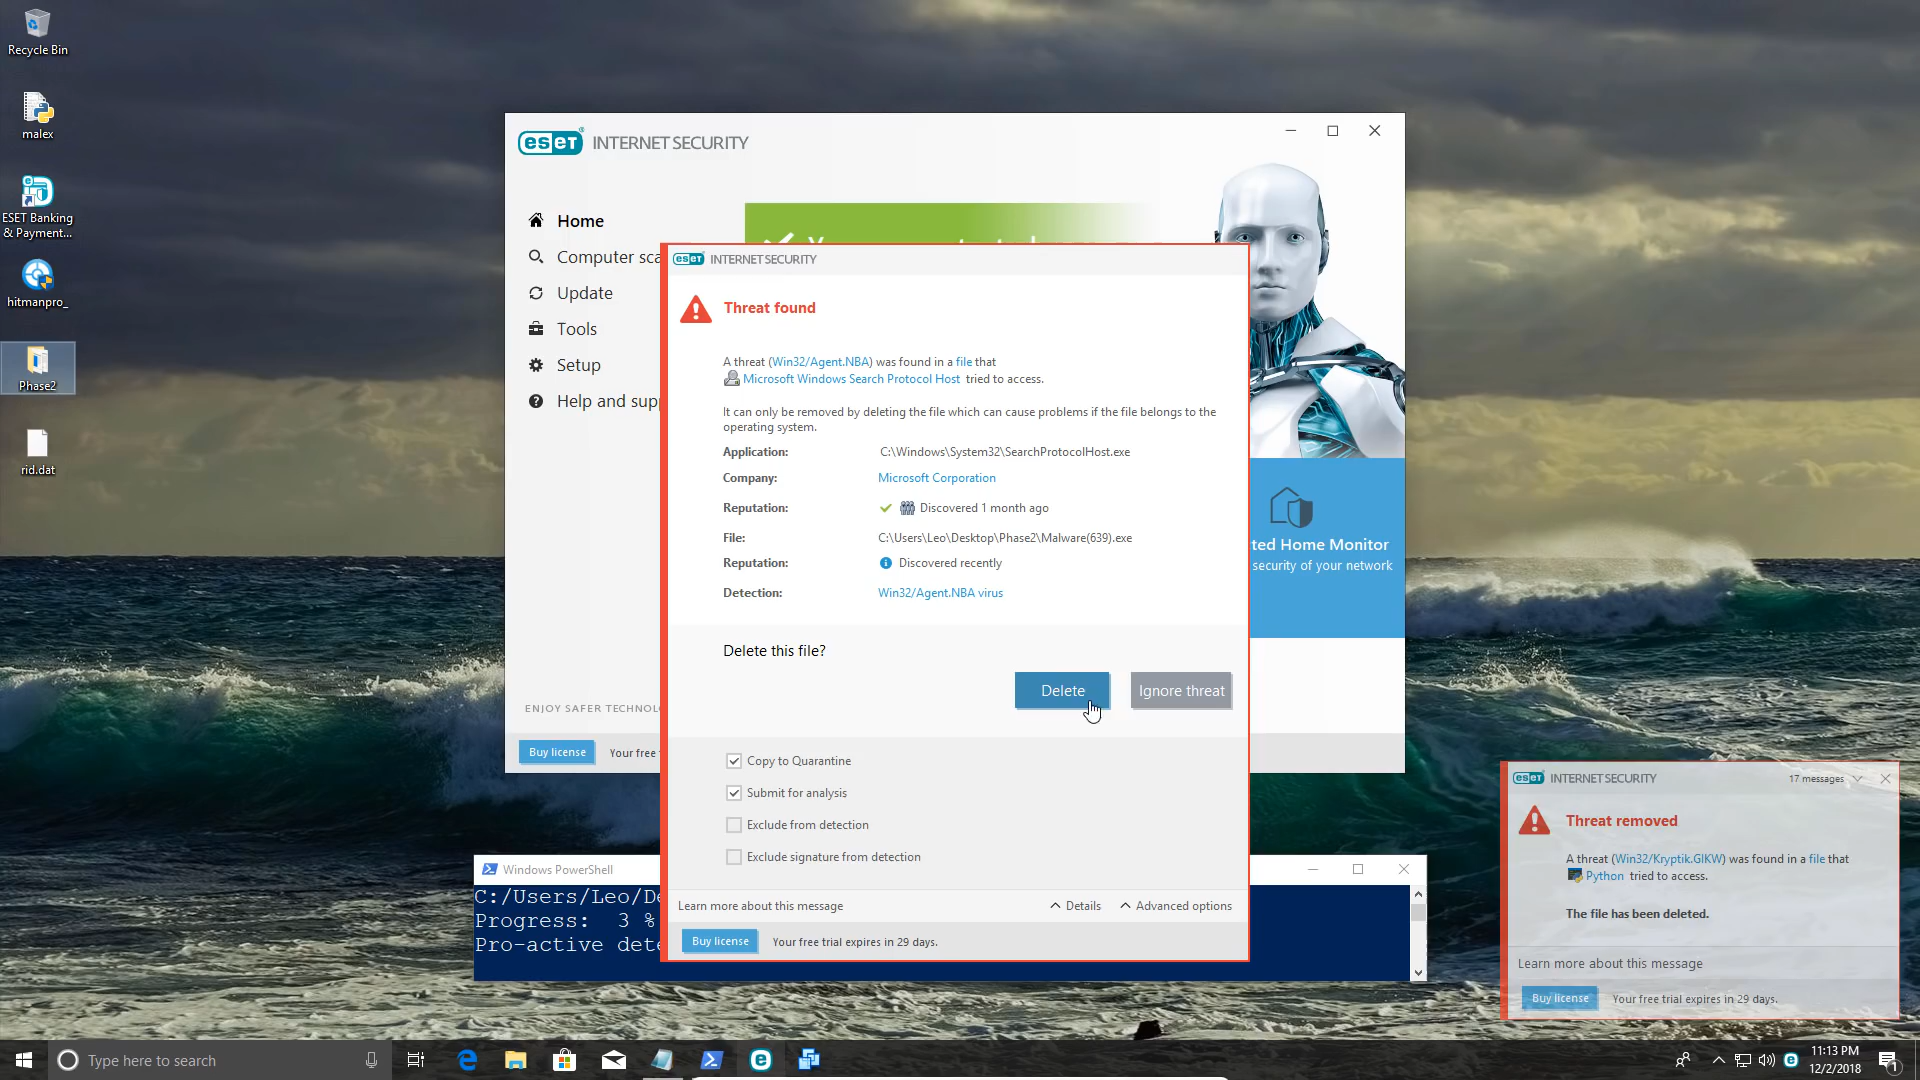 Recycle Bin
malex
ESET Banking
& Payment...
hitmanpro_
Phase2
rid.dat
eseT INTERNET SECURITY
Home
Computer sca
Update
Tools
Setup
Help and supp
ENJOY SAFER TECHNOLO
Buy license
Your free
ted Home Monitor
security of your network
eseT INTERNET SECURITY
Threat found
A threat (Win32/Agent.NBA) was found in a file that
Microsoft Windows Search Protocol Host tried to access.
It can only be removed by deleting the file which can cause problems if the file belongs to the
operating system.
Application: C:\Windows\System32\SearchProtocolHost.exe
Company: Microsoft Corporation
Reputation: Discovered 1 month ago
File: C:\Users\Leo\Desktop\Phase2\Malware(639).exe
Reputation: Discovered recently
Detection: Win32/Agent.NBA virus
Delete this file?
Delete
Ignore threat
Copy to Quarantine
Submit for analysis
Exclude from detection
Exclude signature from detection
Learn more about this message
Details
Advanced options
Buy license
Your free trial expires in 29 days.
Windows PowerShell
C:/Users/Leo/De
Progress: 3 %
Pro-active dete
eseT INTERNET SECURITY
17 messages
Threat removed
A threat (Win32/Kryptik.GIKW) was found in a file that
Python tried to access.
The file has been deleted.
Learn more about this message
Buy license
Your free trial expires in 29 days.
Type here to search
11:13 PM
12/2/2018
1